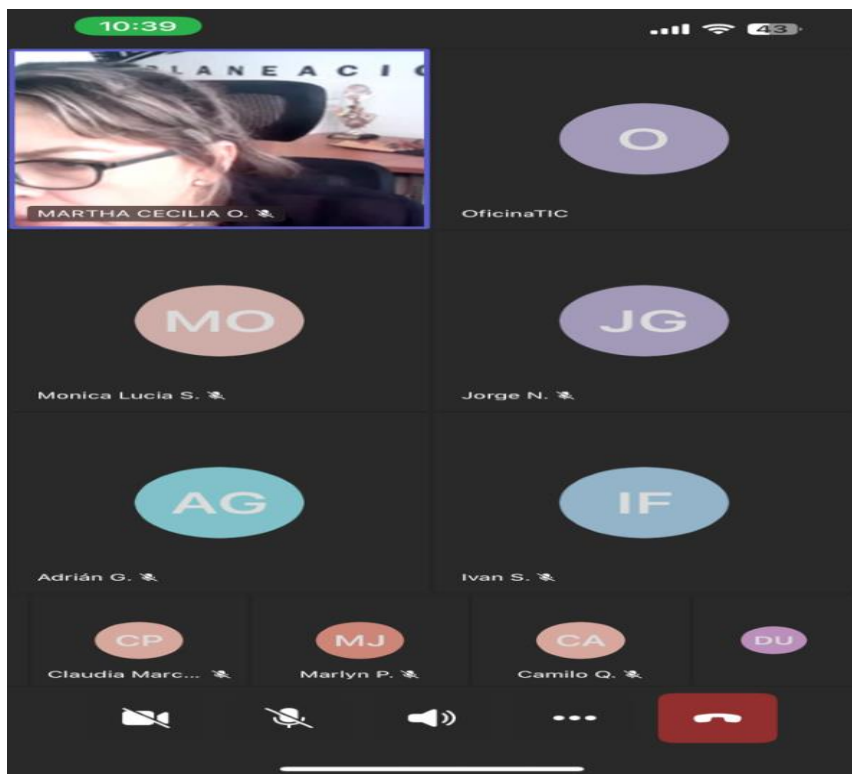 10:39
43
PLANEACIO
MARTHA CECILIA O.
O
OficinaTIC
MO
Monica Lucia S.
JG
Jorge N.
AG
Adrián G.
IF
Ivan S.
CP
Claudia Marc...
MJ
Marlyn P.
CA
Camilo Q.
DU